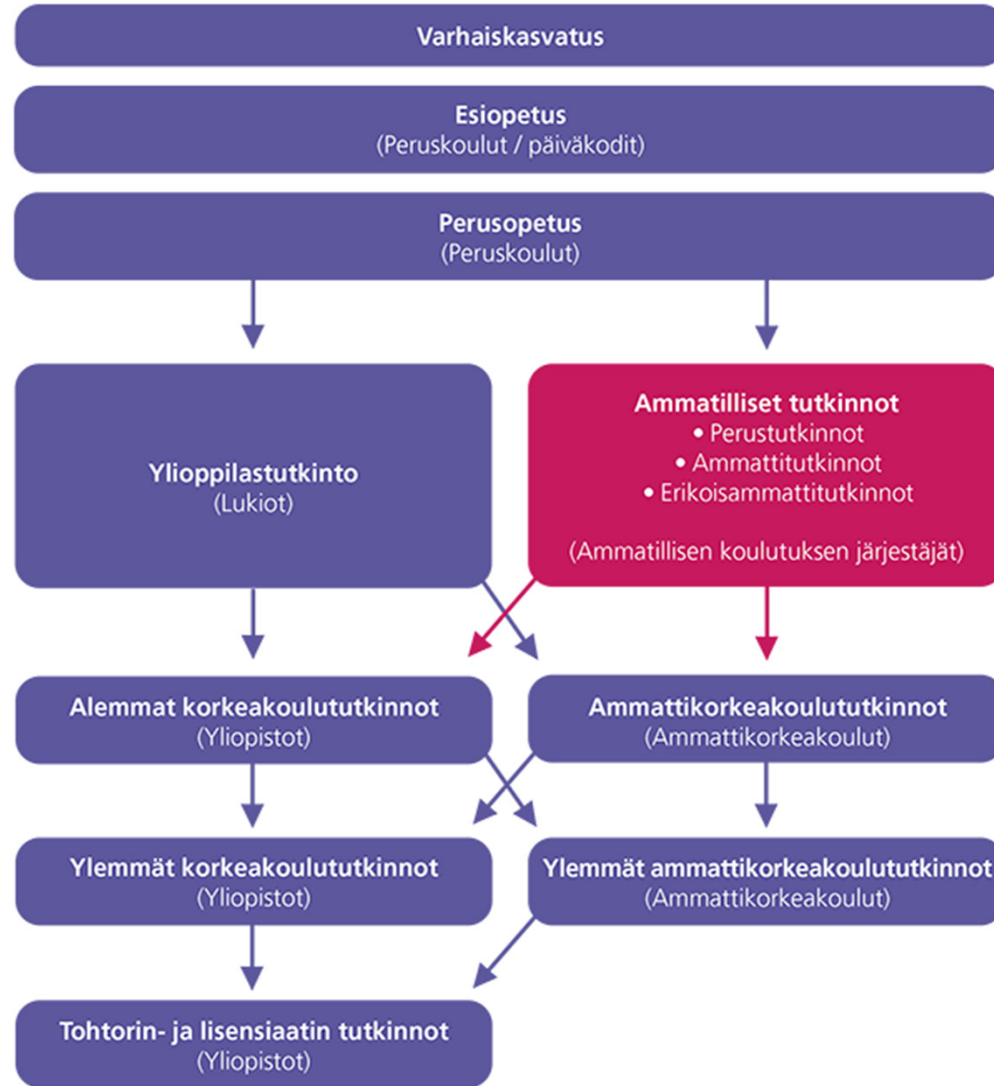 Varhaiskasvatus
Esiopetus
(Peruskoulut / päiväkodit)
Perusopetus
(Peruskoulut)
Ylioppilastutkinto
(Lukiot)
Ammatilliset tutkinnot
• Perustutkinnot
• Ammattitutkinnot
• Erikoisammattitutkinnot
(Ammatillisen koulutuksen järjestäjät)
Alemmat korkeakoulututkinnot
(Yliopistot)
Ammattikorkeakoulututkinnot
(Ammattikorkeakoulut)
Ylemmät korkeakoulututkinnot
(Yliopistot)
Ylemmät ammattikorkeakoulututkinnot
(Ammattikorkeakoulut)
Tohtorin- ja lisensiaatin tutkinnot
(Yliopistot)